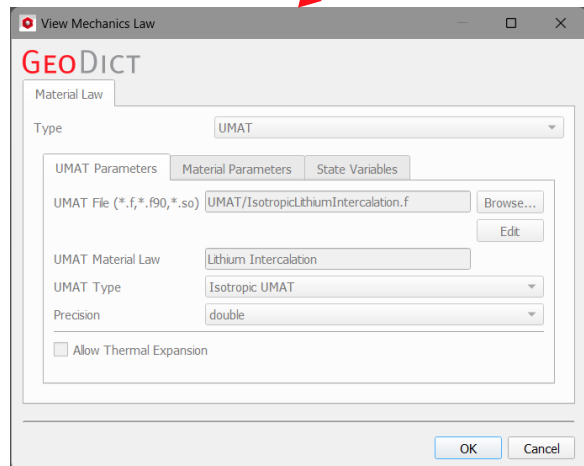 View Mechanics Law
GEODICT
Material Law
Type UMAT
UMAT Parameters Material Parameters State Variables
UMAT File (*.f,*.f90,*.so) UMAT/IsotropicLithiumIntercalation.f Browse...
Edit
UMAT Material Law Lithium Intercalation
UMAT Type Isotropic UMAT
Precision double
Allow Thermal Expansion
OK Cancel